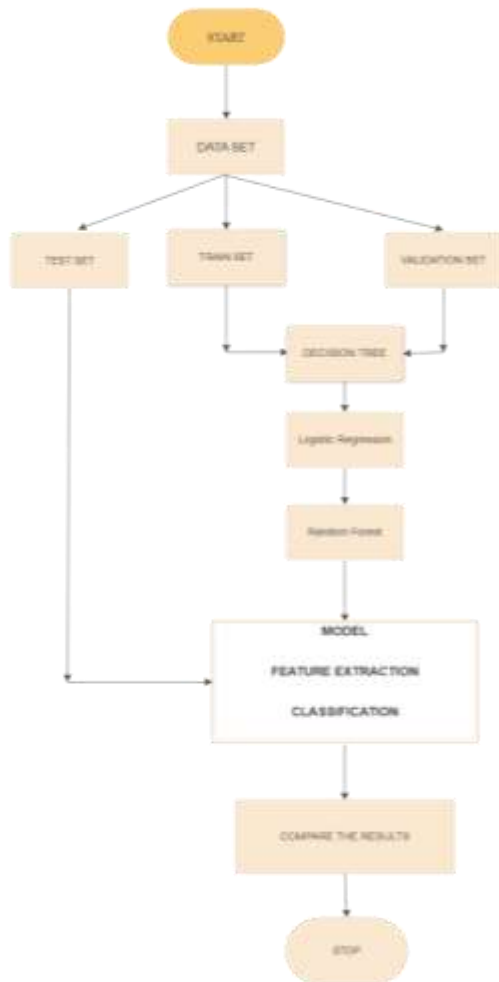 START
DATA SET
TEST SET
TRAIN SET
VALIDATION SET
DECISION TREE
Logistic Regression
Random Forest
MODEL
FEATURE EXTRACTION
CLASSIFICATION
COMPARE THE RESULTS
STOP